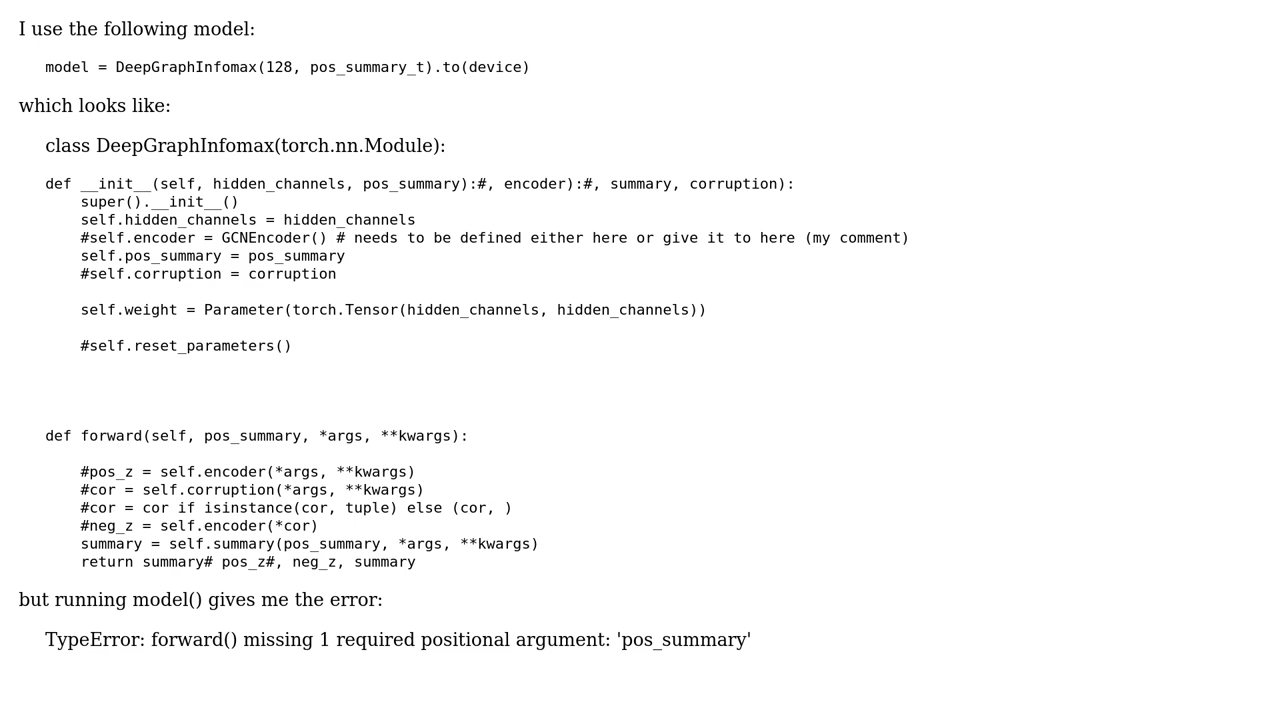 I use the following model:
model = DeepGraphInfomax(128, pos_summary_t).to(device)
which looks like:
class DeepGraphInfomax(torch.nn.Module):
def __init__(self, hidden_channels, pos_summary):#, encoder):#, summary, corruption):
    super().__init__()
    self.hidden_channels = hidden_channels
    #self.encoder = GCNEncoder() # needs to be defined either here or give it to here (my comment)
    self.pos_summary = pos_summary
    #self.corruption = corruption
    self.weight = Parameter(torch.Tensor(hidden_channels, hidden_channels))
    #self.reset_parameters()
def forward(self, pos_summary, *args, **kwargs):
    #pos_z = self.encoder(*args, **kwargs)
    #cor = self.corruption(*args, **kwargs)
    #cor = cor if isinstance(cor, tuple) else (cor, )
    #neg_z = self.encoder(*cor)
    summary = self.summary(pos_summary, *args, **kwargs)
    return summary# pos_z#, neg_z, summary
but running model() gives me the error:
TypeError: forward() missing 1 required positional argument: 'pos_summary'